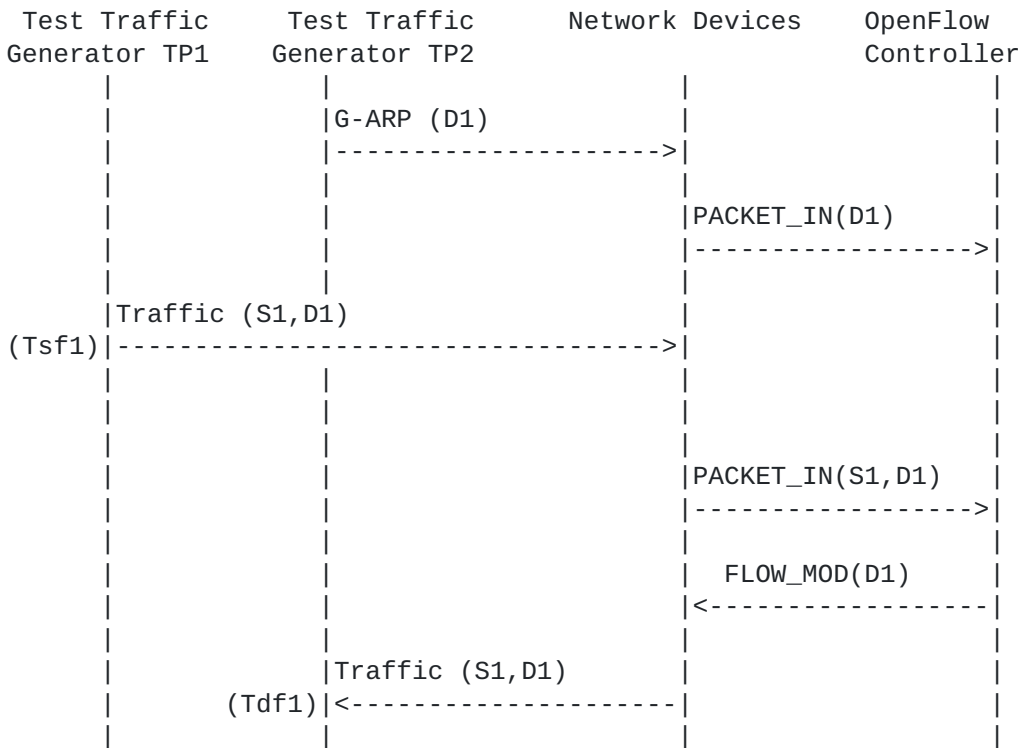 Test Traffic Test Traffic Network Devices OpenFlow
Generator TP1 Generator TP2 Controller
G-ARP (D1)
PACKET_IN(D1)
Traffic (S1,D1)
(Tsf1)
PACKET_IN(S1,D1)
FLOW_MOD(D1)
Traffic (S1,D1)
(Tdf1)